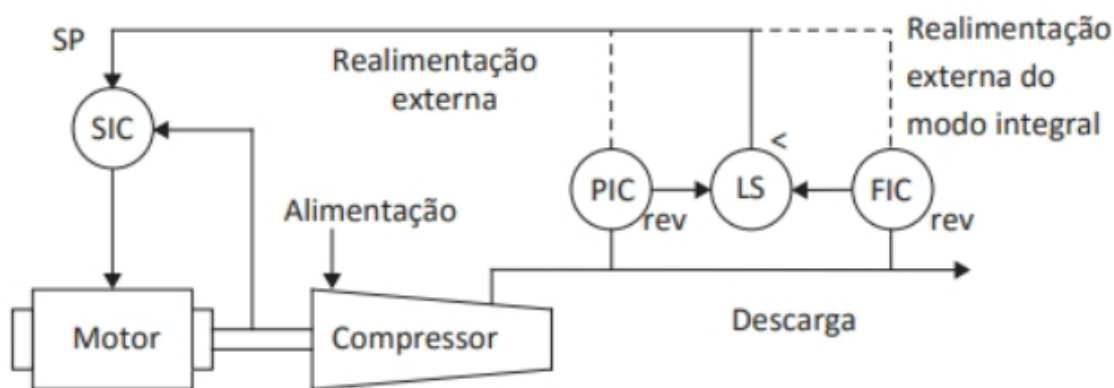 SP
Realimentação
externa
Realimentação
externa do
modo integral
SIC
<
PIC
LS
FIC
rev
rev
Alimentação
Motor
Compressor
Descarga